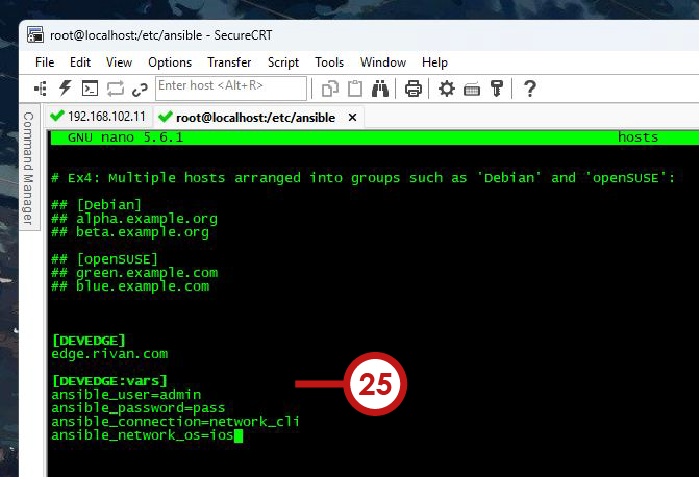 root@localhost:/etc/ansible - SecureCRT
File Edit View Options Transfer Script Tools Window Help
Enter host <Alt+R>
Command Manager
192.168.102.11 root@localhost:/etc/ansible ×
GNU nano 5.6.1 hosts
# Ex4: Multiple hosts arranged into groups such as 'Debian' and 'openSUSE':
## [Debian]
## alpha.example.org
## beta.example.org
## [openSUSE]
## green.example.com
## blue.example.com
[DEVEDGE]
edge.rivan.com
[DEVEDGE:vars]
25
ansible_user=admin
ansible_password=pass
ansible_connection=network_cli
ansible_network_os=ios